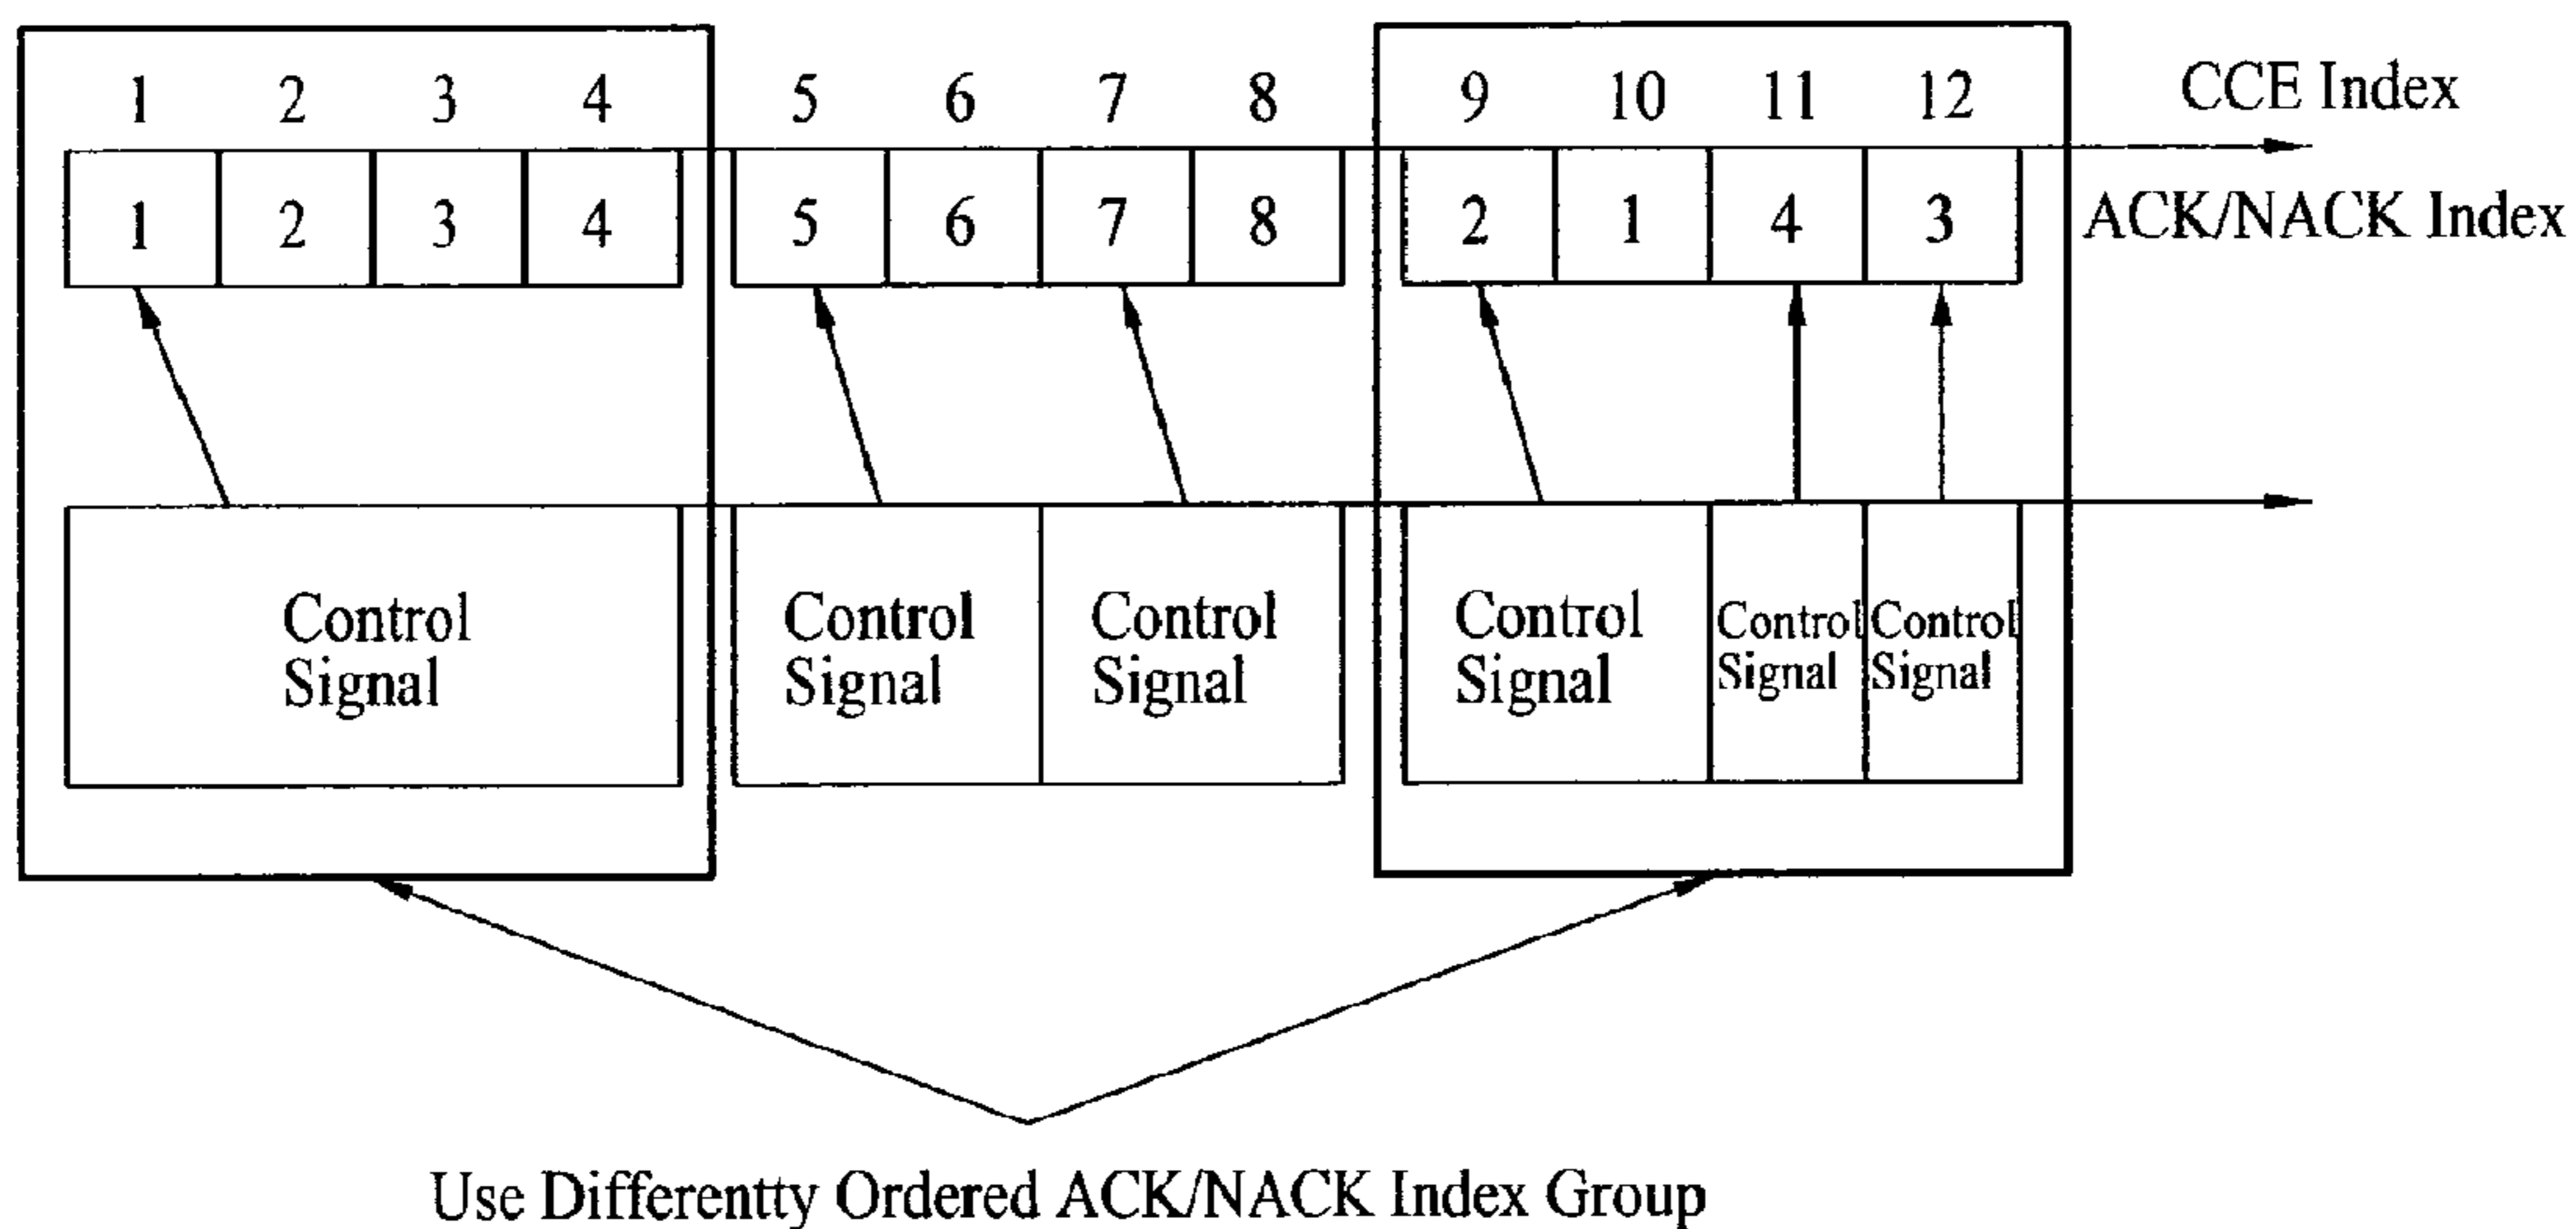 1 2 3 4 5 6 7 8 9 10 11 12 CCE Index
1 2 3 4 5 6 7 8 2 1 4 3 ACK/NACK Index
Control Signal
Control Signal
Control Signal
Control Signal
Control Signal
Control Signal
Use Differentty Ordered ACK/NACK Index Group